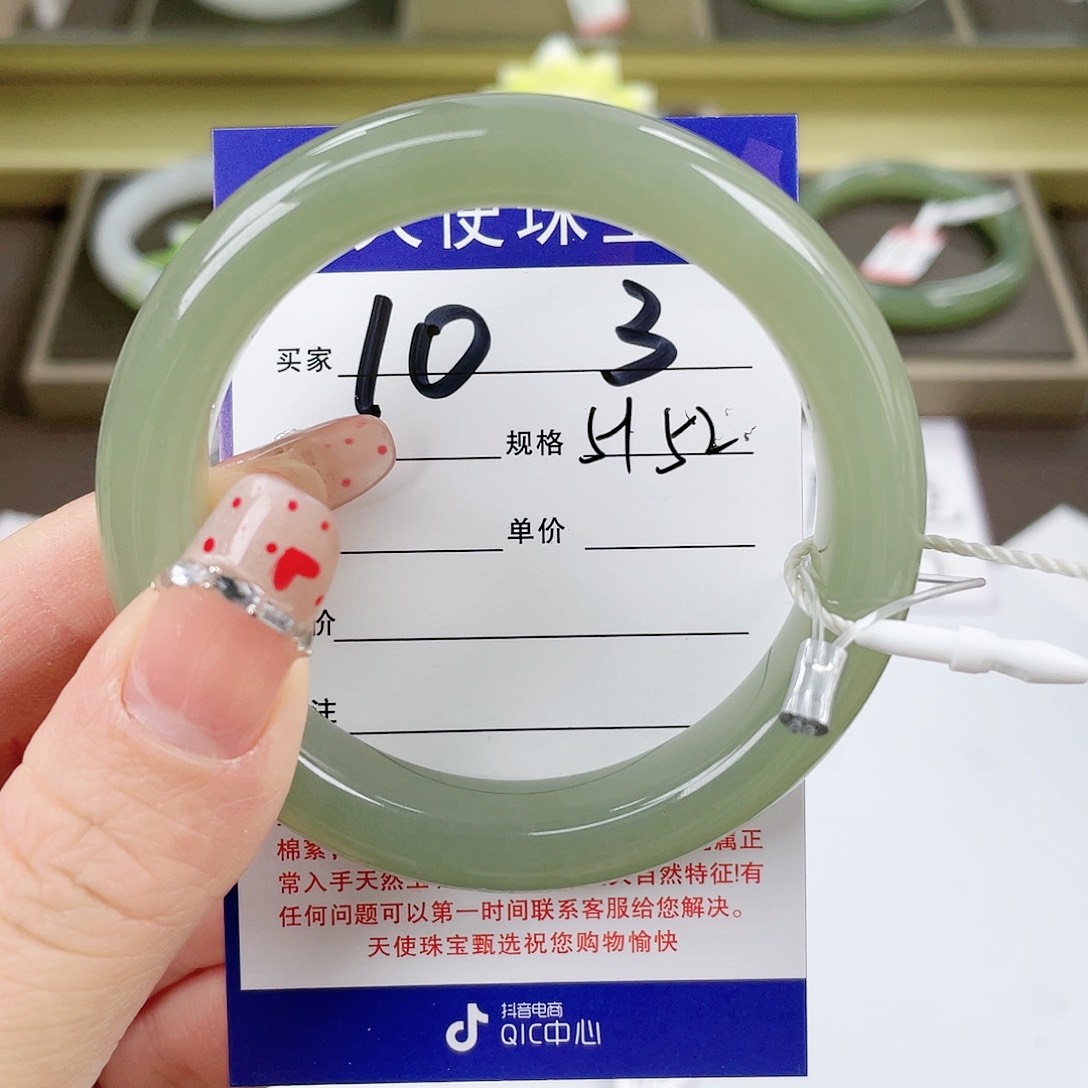 天使珠宝
买家 10 3
规格
单价
价
注
棉絮,
属正
常入手天然
自然特征!有
任何问题可以第一时间联系客服给您解决。
天使珠宝甄选祝您购物愉快
抖音电商
QIC中心